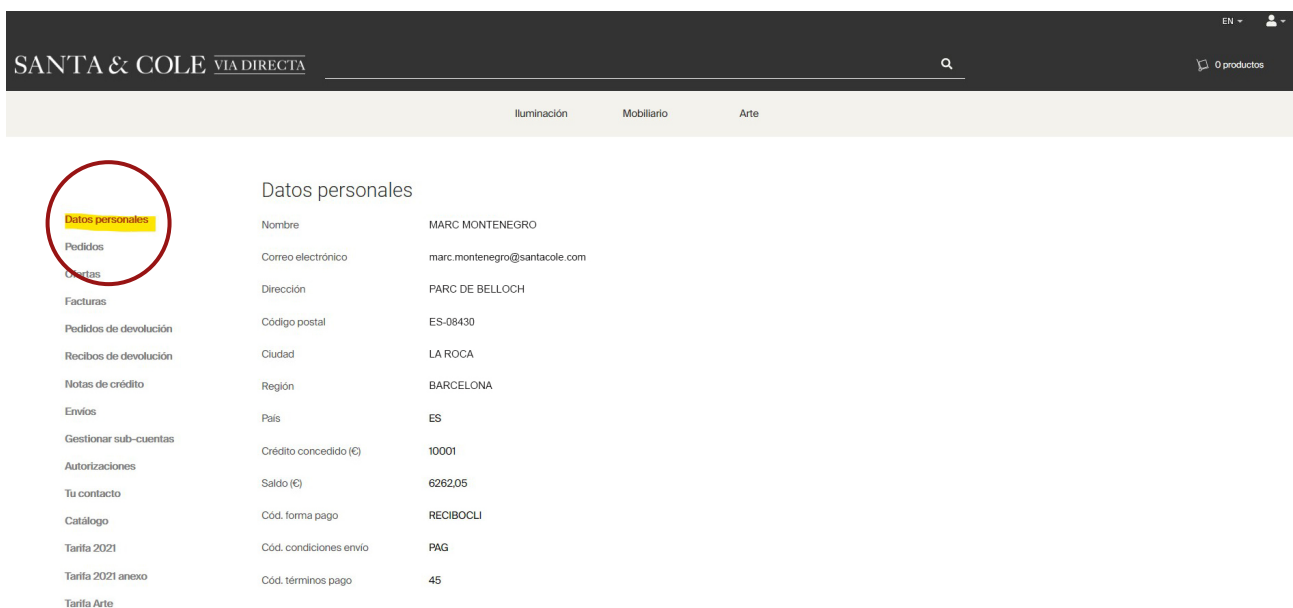 EN
SANTA & COLE VIA DIRECTA
0 productos
Iluminación Mobiliario Arte
Datos personales
Pedidos
Ofertas
Facturas
Pedidos de devolución
Recibos de devolución
Notas de crédito
Envíos
Gestionar sub-cuentas
Autorizaciones
Tu contacto
Catálogo
Tarifa 2021
Tarifa 2021 anexo
Tarifa Arte
Datos personales
Nombre MARC MONTENEGRO
Correo electrónico marc.montenegro@santacole.com
Dirección PARC DE BELLOCH
Código postal ES-08430
Ciudad LA ROCA
Región BARCELONA
País ES
Crédito concedido (€) 10001
Saldo (€) 6262,05
Cód. forma pago RECIBOCLI
Cód. condiciones envío PAG
Cód. términos pago 45